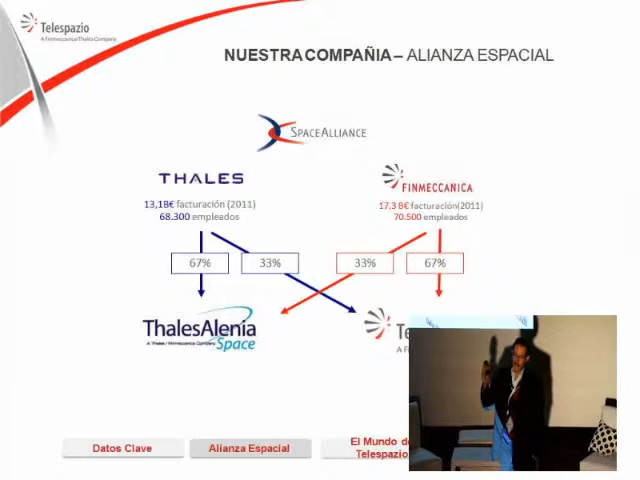 Telespazio
A Finmeccanica/Thales Company
NUESTRA COMPAÑIA – ALIANZA ESPACIAL
SPACEALLIANCE
THALES
FINMECCANICA
13,18€ facturación (2011)
68.300 empleados
17.3 B€ facturación(2011)
70.500 empleados
67%
33%
33%
67%
ThalesAlenia
A Thales / Finmeccanica Company
Space
Datos Clave
Alianza Espacial
El Mundo de
Telespazio